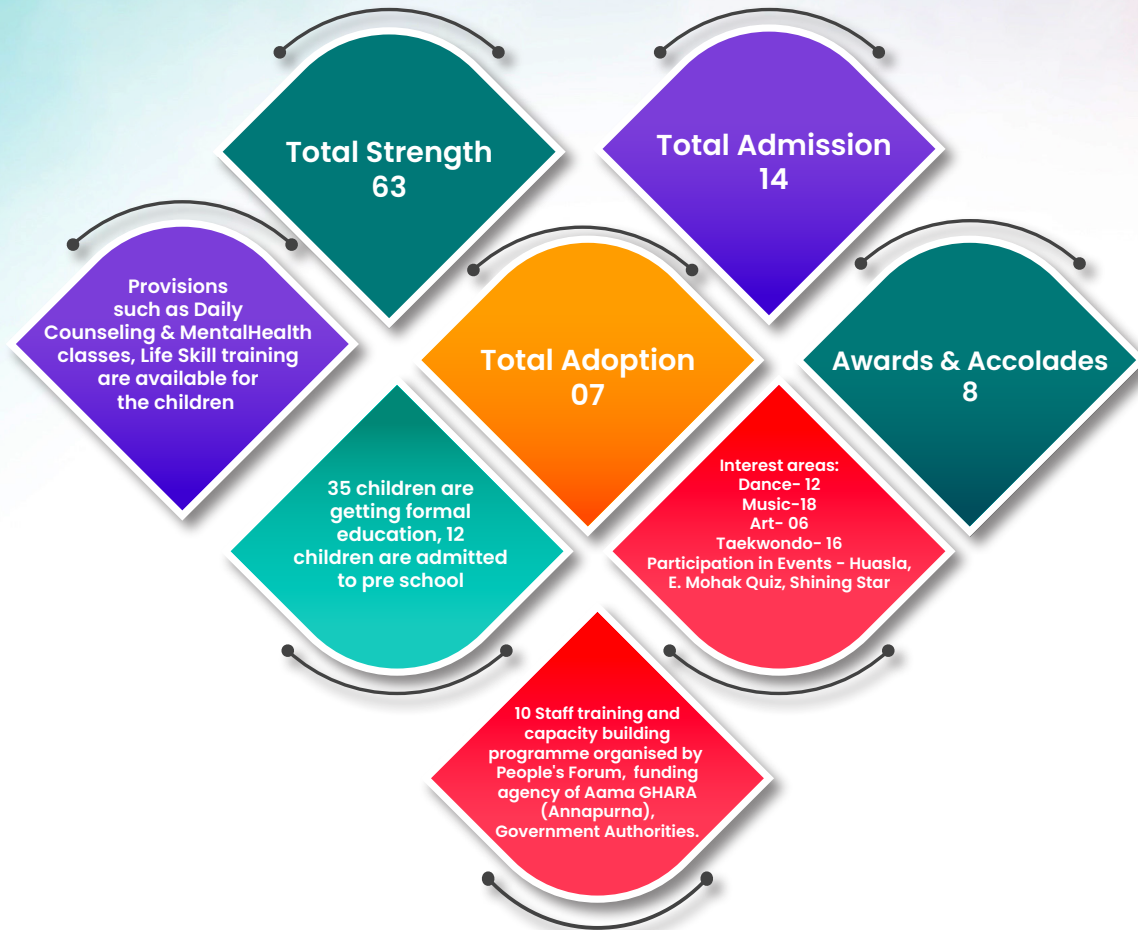 Total Strength
63
Total Admission
14
Provisions
such as Daily
Counseling & MentalHealth
classes, Life Skill training
are available for
the children
Total Adoption
07
Awards & Accolades
8
35 children are
getting formal
education, 12
children are admitted
to pre school
Interest areas:
Dance- 12
Music-18
Art- 06
Taekwondo- 16
Participation in Events - Huasla,
E. Mohak Quiz, Shining Star
10 Staff training and
capacity building
programme organised by
People's Forum, funding
agency of Aama GHARA
(Annapurna),
Government Authorities.